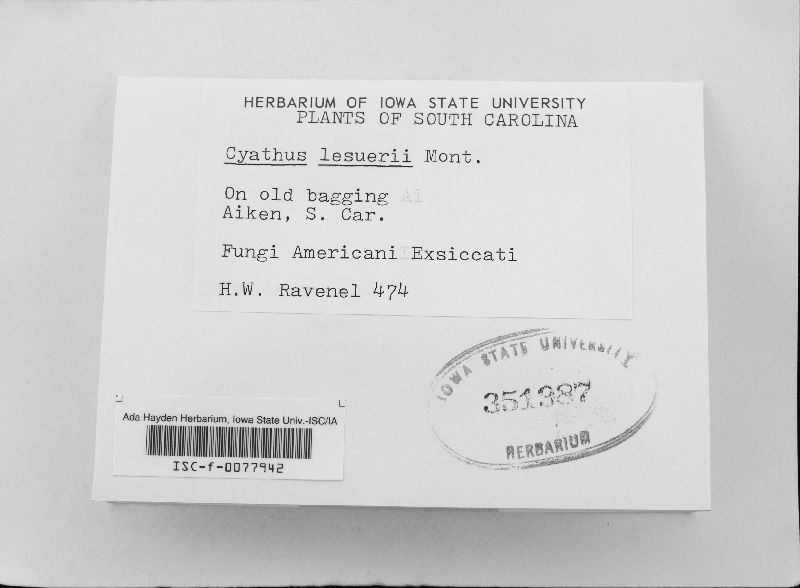 HERBARIUM OF IOWA STATE UNIVERSITY
PLANTS OF SOUTH CAROLINA
Cyathus lesuerii Mont.
On old bagging Ai
Aiken, S. Car.
Fungi Americani Exsiccati
H.W. Ravenel 474
IOWA STATE UNIVERSITY
351387
HERBARIUM
Ada Hayden Herbarium, Iowa State Univ.-ISC/IA
ISC-f-0077942